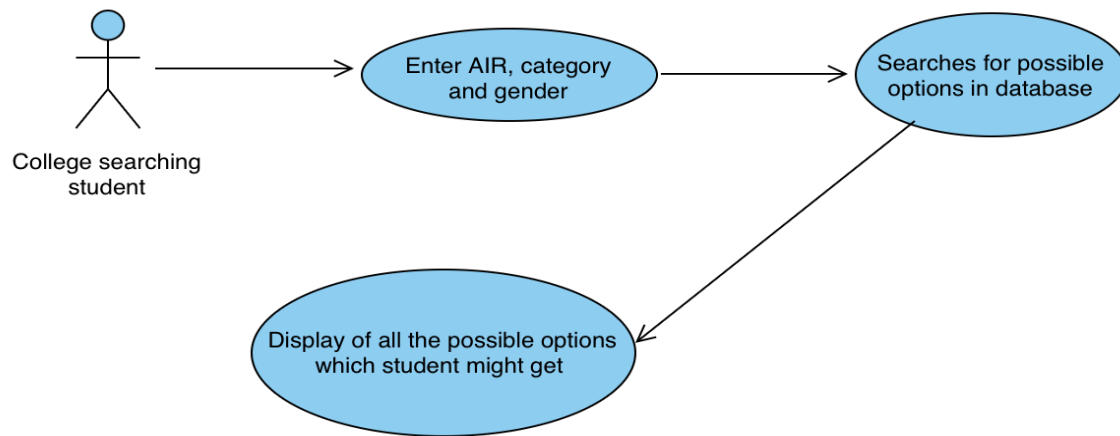 College searching
student
Enter AIR, category
and gender
Searches for possible
options in database
Display of all the possible options
which student might get